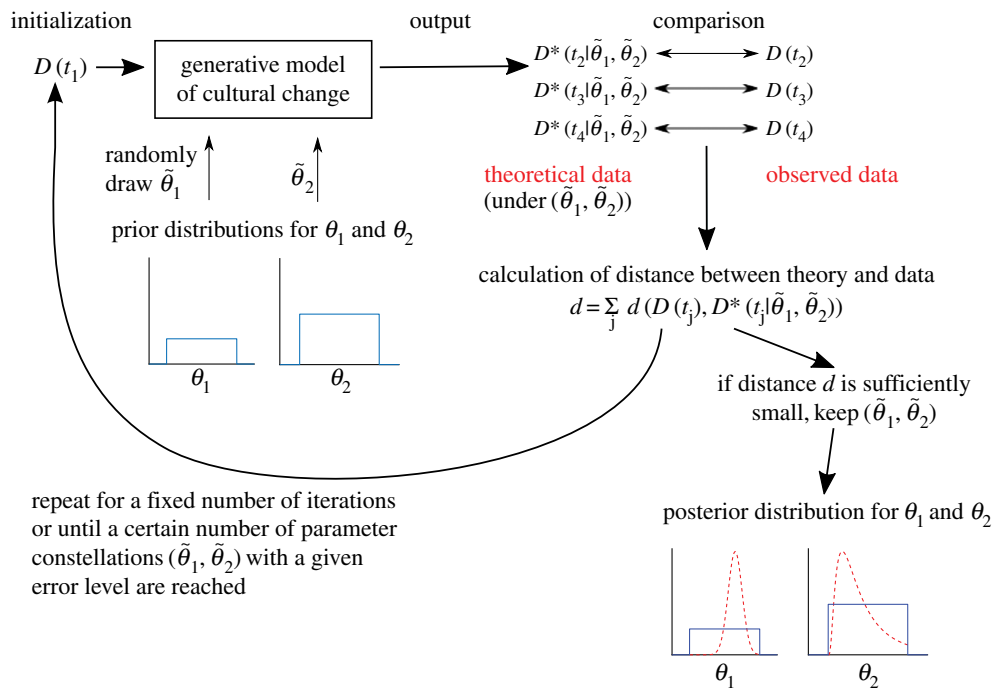 initialization
output
comparison
D (t₁)
generative model
of cultural change
D* (t₂|θ̃₁, θ̃₂)
D (t₂)
D* (t₃|θ̃₁, θ̃₂)
D (t₃)
D* (t₄|θ̃₁, θ̃₂)
D (t₄)
randomly
draw θ̃₁
θ̃₂
theoretical data
(under (θ̃₁, θ̃₂))
observed data
prior distributions for θ₁ and θ₂
θ₁
θ₂
calculation of distance between theory and data
d = Σⱼ d (D (tⱼ), D* (tⱼ|θ̃₁, θ̃₂))
if distance d is sufficiently
small, keep (θ̃₁, θ̃₂)
repeat for a fixed number of iterations
or until a certain number of parameter
constellations (θ̃₁, θ̃₂) with a given
error level are reached
posterior distribution for θ₁ and θ₂
θ₁
θ₂